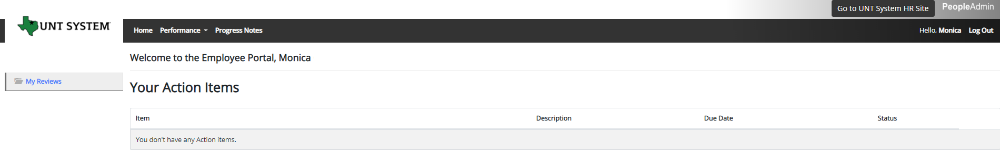 Go to UNT System HR Site
PeopleAdmin
UNT SYSTEM
Home Performance Progress Notes
Hello, Monica Log Out
Welcome to the Employee Portal, Monica
My Reviews
Your Action Items
Item Description Due Date Status
You don't have any Action items.